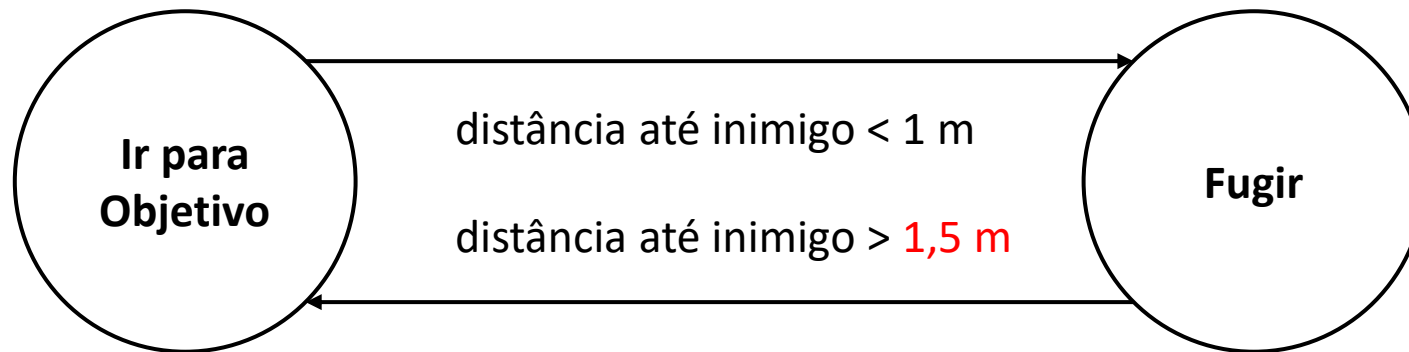 Ir para
Objetivo
distância até inimigo < 1 m
distância até inimigo > 1,5 m
Fugir